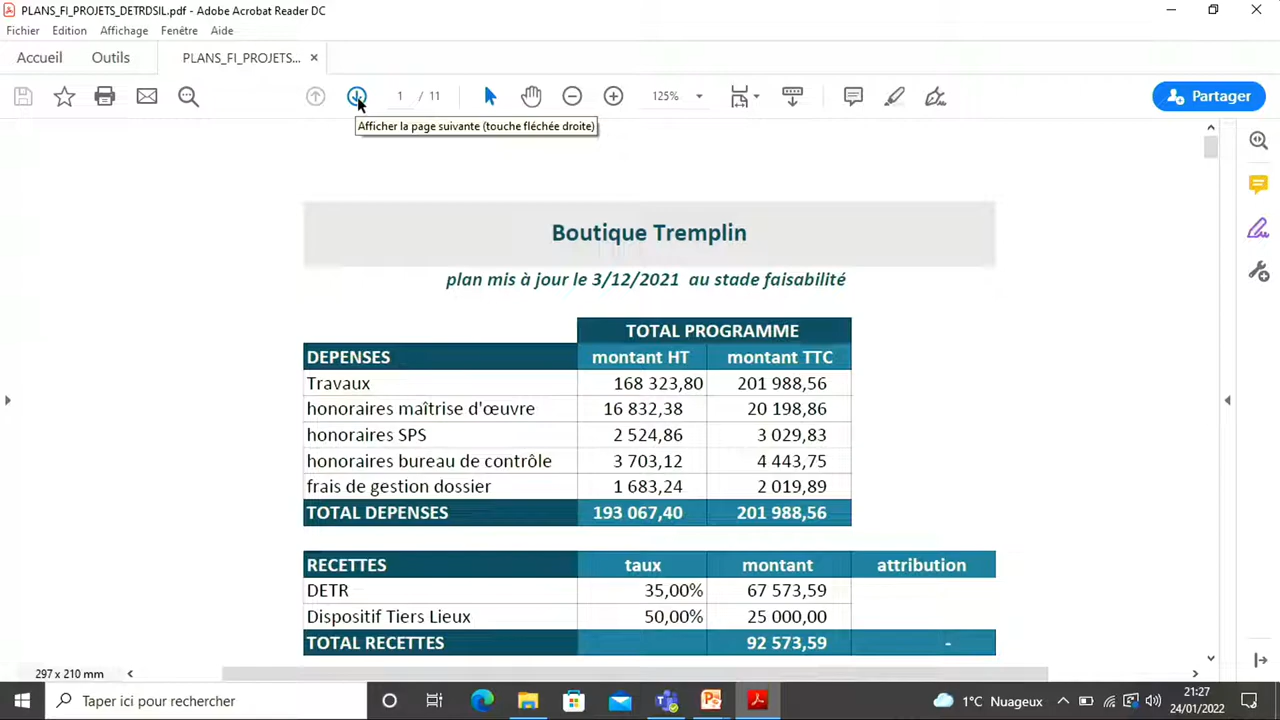 PLANS_FI_PROJETS_DETRDSIL.pdf - Adobe Acrobat Reader DC
Fichier Edition Affichage Fenêtre Aide
Accueil Outils PLANS_FI_PROJETS... ×
1 / 11 125% Partager
Afficher la page suivante (touche fléchée droite)
Boutique Tremplin
plan mis à jour le 3/12/2021 au stade faisabilité
TOTAL PROGRAMME
DEPENSES montant HT montant TTC
Travaux 168 323,80 201 988,56
honoraires maîtrise d'œuvre 16 832,38 20 198,86
honoraires SPS 2 524,86 3 029,83
honoraires bureau de contrôle 3 703,12 4 443,75
frais de gestion dossier 1 683,24 2 019,89
TOTAL DEPENSES 193 067,40 201 988,56
RECETTES taux montant attribution
DETR 35,00% 67 573,59
Dispositif Tiers Lieux 50,00% 25 000,00
TOTAL RECETTES 92 573,59 -
297 x 210 mm
Taper ici pour rechercher 1°C Nuageux 21:27
24/01/2022